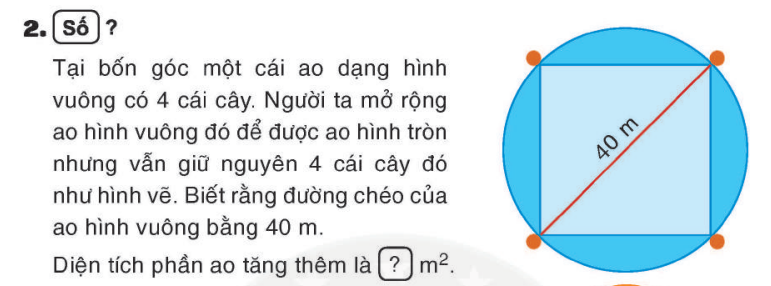 2. Số ?
Tại bốn góc một cái ao dạng hình
vuông có 4 cái cây. Người ta mở rộng
ao hình vuông đó để được ao hình tròn
nhưng vẫn giữ nguyên 4 cái cây đó
như hình vẽ. Biết rằng đường chéo của
ao hình vuông bằng 40 m.
Diện tích phần ao tăng thêm là ? m².
40 m